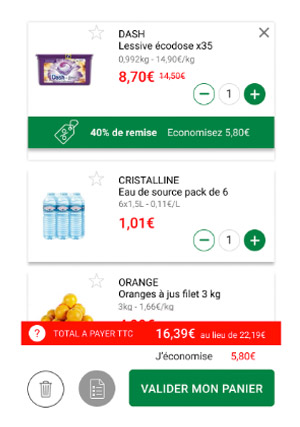 DASH
Lessive écodose x35
0,992kg - 14,90€/kg
8,70€ 14,50€
1
40% de remise Economisez 5,80€
CRISTALLINE
Eau de source pack de 6
6x1,5L - 0,11€/L
1,01€
1
ORANGE
Oranges à jus filet 3 kg
3kg - 1,66€/kg
? TOTAL A PAYER TTC 16,39€ au lieu de 22,19€
J'économise 5,80€
VALIDER MON PANIER